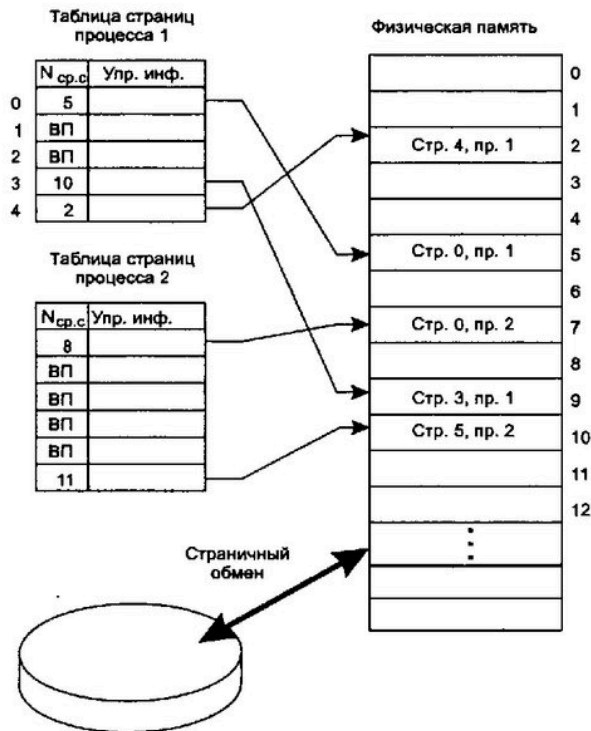 Таблица страниц
процесса 1
N ср.с Упр. инф.
0 5
1 ВП
2 ВП
3 10
4 2
Таблица страниц
процесса 2
Nср.с Упр. инф.
8
ВП
ВП
ВП
ВП
11
Физическая память
0
1
Стр. 4, пр. 1 2
3
4
Стр. 0, пр. 1 5
6
Стр. 0, пр. 2 7
8
Стр. 3, пр. 1 9
Стр. 5, пр. 2 10
11
12
Страничный
обмен